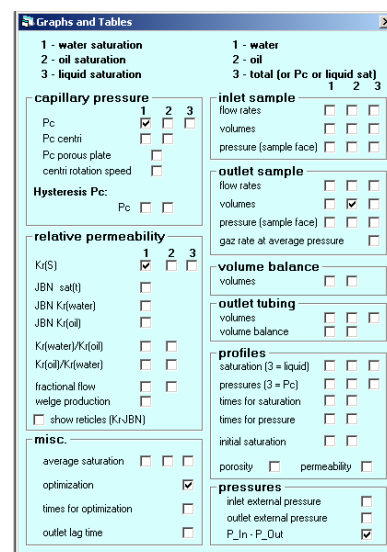 Graphs and Tables
1 - water saturation
2 - oil saturation
3 - liquid saturation
1 - water
2 - oil
3 - total (or Pc or liquid sat)
capillary pressure
1 2 3
Pc
Pc centri
Pc porous plate
centri rotation speed
Hysteresis Pc:
Pc
relative permeability
1 2 3
Kr(S)
JBN sat(t)
JBN Kr(water)
JBN Kr(oil)
Kr(water)/Kr(oil)
Kr(oil)/Kr(water)
fractional flow
welge production
show reticles (Kr-JBN)
misc.
average saturation
optimization
times for optimization
outlet lag time
1 2 3
inlet sample
flow rates
volumes
pressure (sample face)
outlet sample
flow rates
volumes
pressure (sample face)
gaz rate at average pressure
volume balance
volumes
outlet tubing
volumes
volume balance
profiles
saturation (3 = liquid)
pressures (3 = Pc)
times for saturation
times for pressure
initial saturation
porosity permeability
pressures
inlet external pressure
outlet external pressure
P_In - P_Out